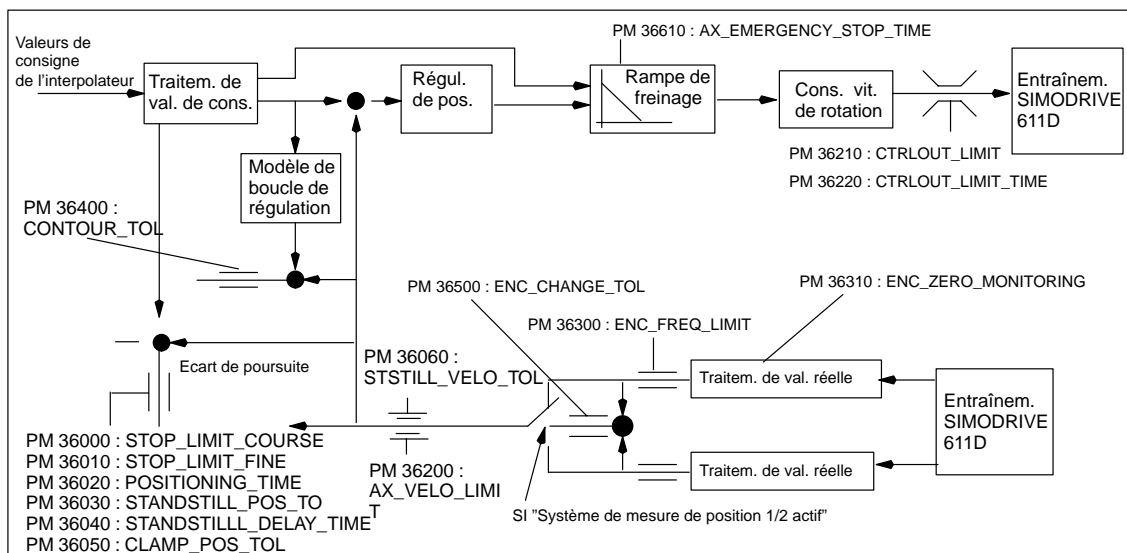 Valeurs de
consigne
de l'interpolateur
Traitem. de
val. de cons.
Régul.
de pos.
PM 36610 : AX_EMERGENCY_STOP_TIME
Rampe de
freinage
Cons. vit.
de rotation
Entraînem.
SIMODRIVE
611D
PM 36210 : CTRLOUT_LIMIT
PM 36220 : CTRLOUT_LIMIT_TIME
Modèle de
boucle de
régulation
PM 36400 :
CONTOUR_TOL
PM 36500 : ENC_CHANGE_TOL
PM 36310 : ENC_ZERO_MONITORING
PM 36300 : ENC_FREQ_LIMIT
Ecart de poursuite
PM 36060 :
STSTILL_VELO_TOL
Traitem. de val. réelle
Entraînem.
SIMODRIVE
611D
PM 36000 : STOP_LIMIT_COURSE
PM 36010 : STOP_LIMIT_FINE
PM 36020 : POSITIONING_TIME
PM 36030 : STANDSTILL_POS_TO
PM 36040 : STANDSTILLL_DELAY_TIME
PM 36050 : CLAMP_POS_TOL
PM 36200 :
AX_VELO_LIMI
T
Traitem. de val. réelle
SI "Système de mesure de position 1/2 actif"